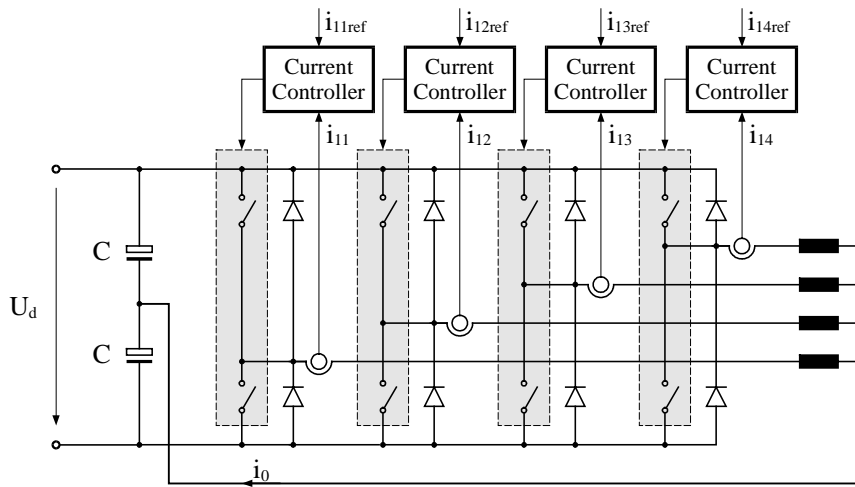 i11ref i12ref i13ref i14ref
Current Controller
Current Controller
Current Controller
Current Controller
i11 i12 i13 i14
C
Ud
C
i0